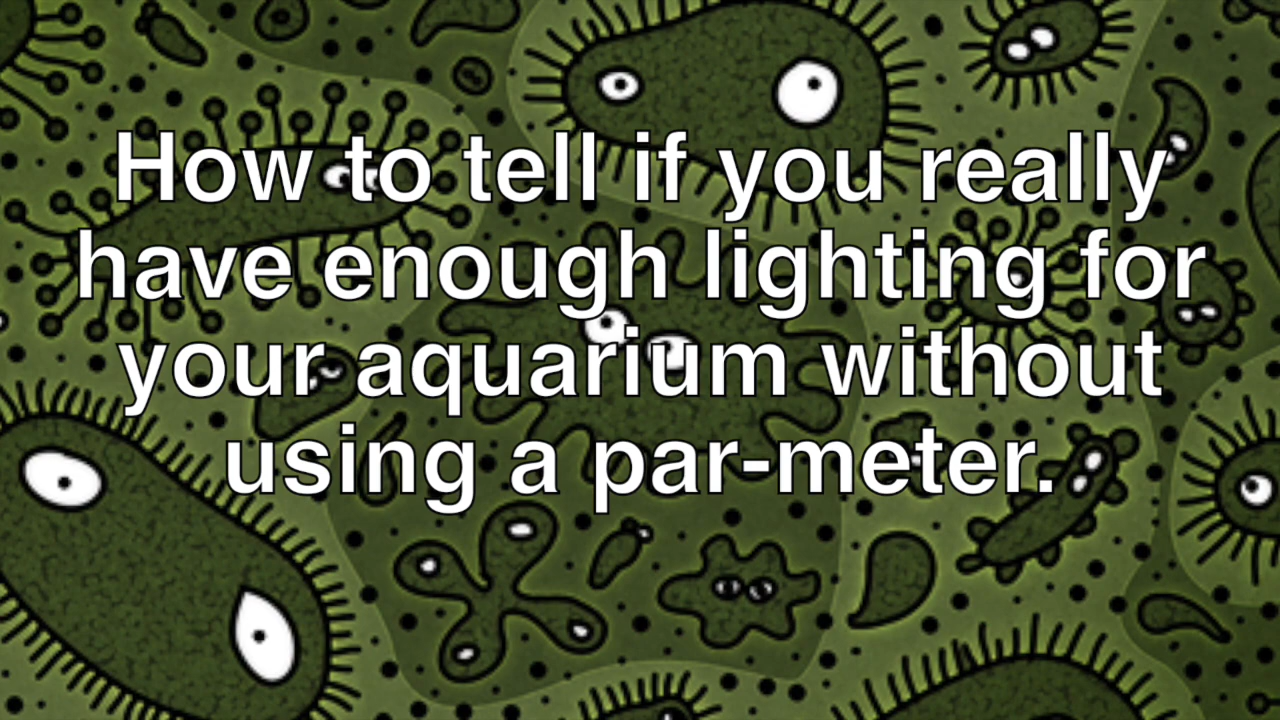 How to tell if you really
have enough lighting for
your aquarium without
using a par-meter.